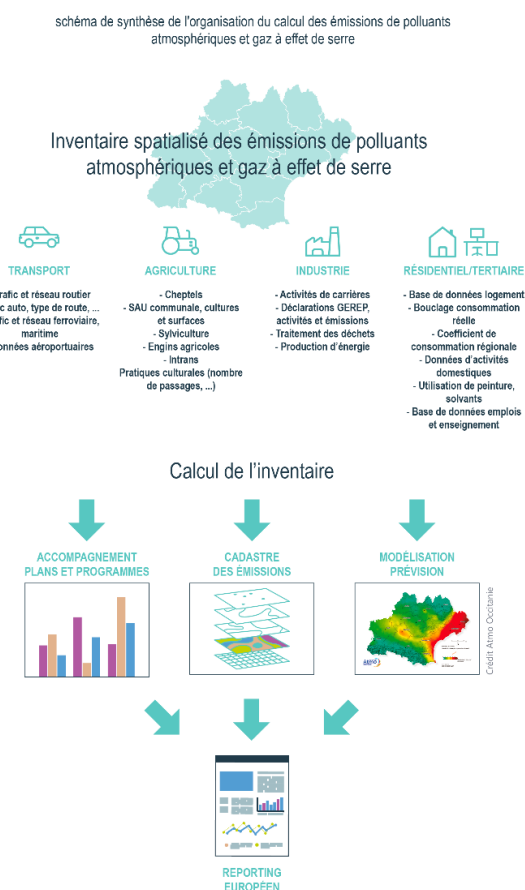 schéma de synthèse de l'organisation du calcul des émissions de polluants
atmosphériques et gaz à effet de serre
Inventaire spatialisé des émissions de polluants
atmosphériques et gaz à effet de serre
TRANSPORT
rafic et réseau routier
c auto, type de route, ...
fic et réseau ferroviaire,
maritime
onnées aéroportuaires
AGRICULTURE
- Cheptels
- SAU communale, cultures
et surfaces
- Sylviculture
- Engins agricoles
- Intrans
Pratiques culturales (nombre
de passages, ...)
INDUSTRIE
- Activités de carrières
- Déclarations GEREP,
activités et émissions
- Traitement des déchets
- Production d'énergie
RÉSIDENTIEL/TERTIAIRE
- Base de données logement
- Bouclage consommation
réelle
- Coefficient de
consommation régionale
- Données d'activités
domestiques
- Utilisation de peinture,
solvants
- Base de données emplois
et enseignement
Calcul de l'inventaire
ACCOMPAGNEMENT
PLANS ET PROGRAMMES
CADASTRE
DES ÉMISSIONS
MODÉLISATION
PRÉVISION
Crédit Atmo Occitanie
REPORTING
EUROPÉEN